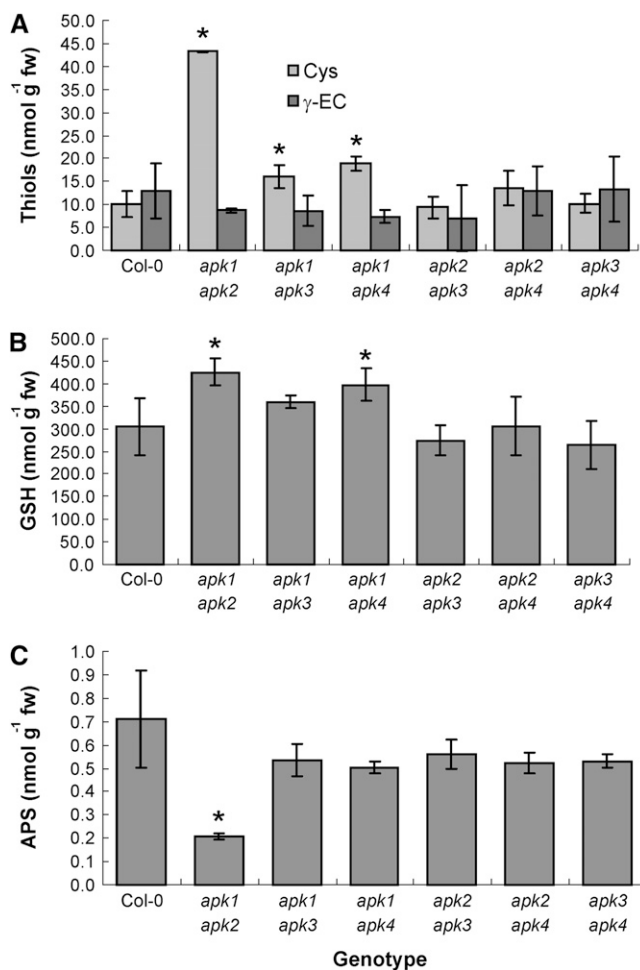 A
Thiols (nmol g-1 fw)
50.0
45.0
40.0
35.0
30.0
25.0
20.0
15.0
10.0
5.0
0.0
*
*
*
Cys
γ-EC
Col-0
apk1
apk2
apk1
apk3
apk1
apk4
apk2
apk3
apk2
apk4
apk3
apk4
B
GSH (nmol g-1 fw)
500.0
450.0
400.0
350.0
300.0
250.0
200.0
150.0
100.0
50.0
0.0
*
*
Col-0
apk1
apk2
apk1
apk3
apk1
apk4
apk2
apk3
apk2
apk4
apk3
apk4
C
APS (nmol g-1 fw)
1
0.9
0.8
0.7
0.6
0.5
0.4
0.3
0.2
0.1
0.0
*
Col-0
apk1
apk2
apk1
apk3
apk1
apk4
apk2
apk3
apk2
apk4
apk3
apk4
Genotype